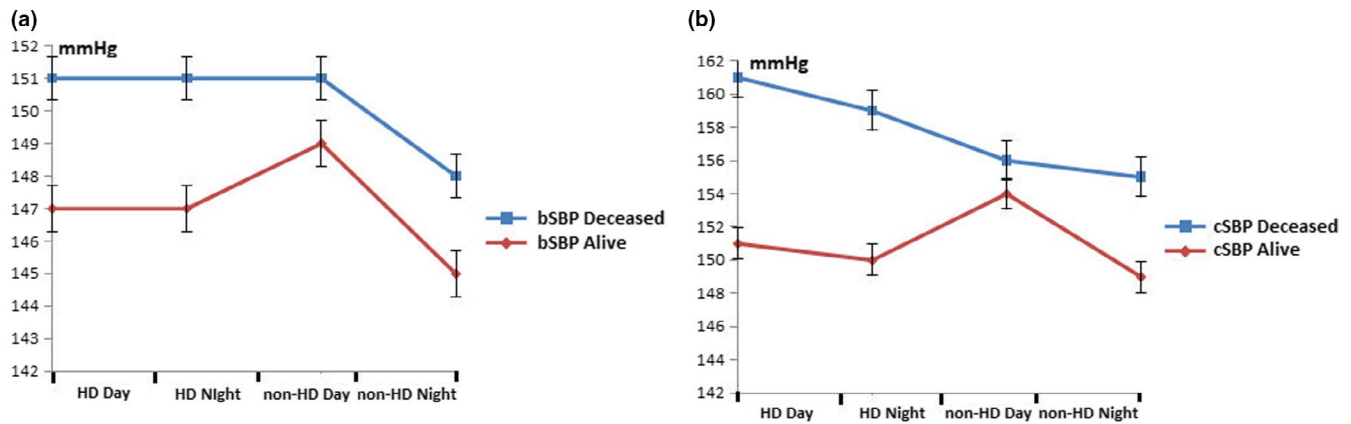 (a)
mmHg
152
151
150
149
148
147
146
145
144
143
142
HD Day HD NIght non-HD Day non-HD Night
bSBP Deceased
bSBP Alive
(b)
mmHg
162
160
158
156
154
152
150
148
146
144
142
HD Day HD Night non-HD Day non-HD Night
cSBP Deceased
cSBP Alive